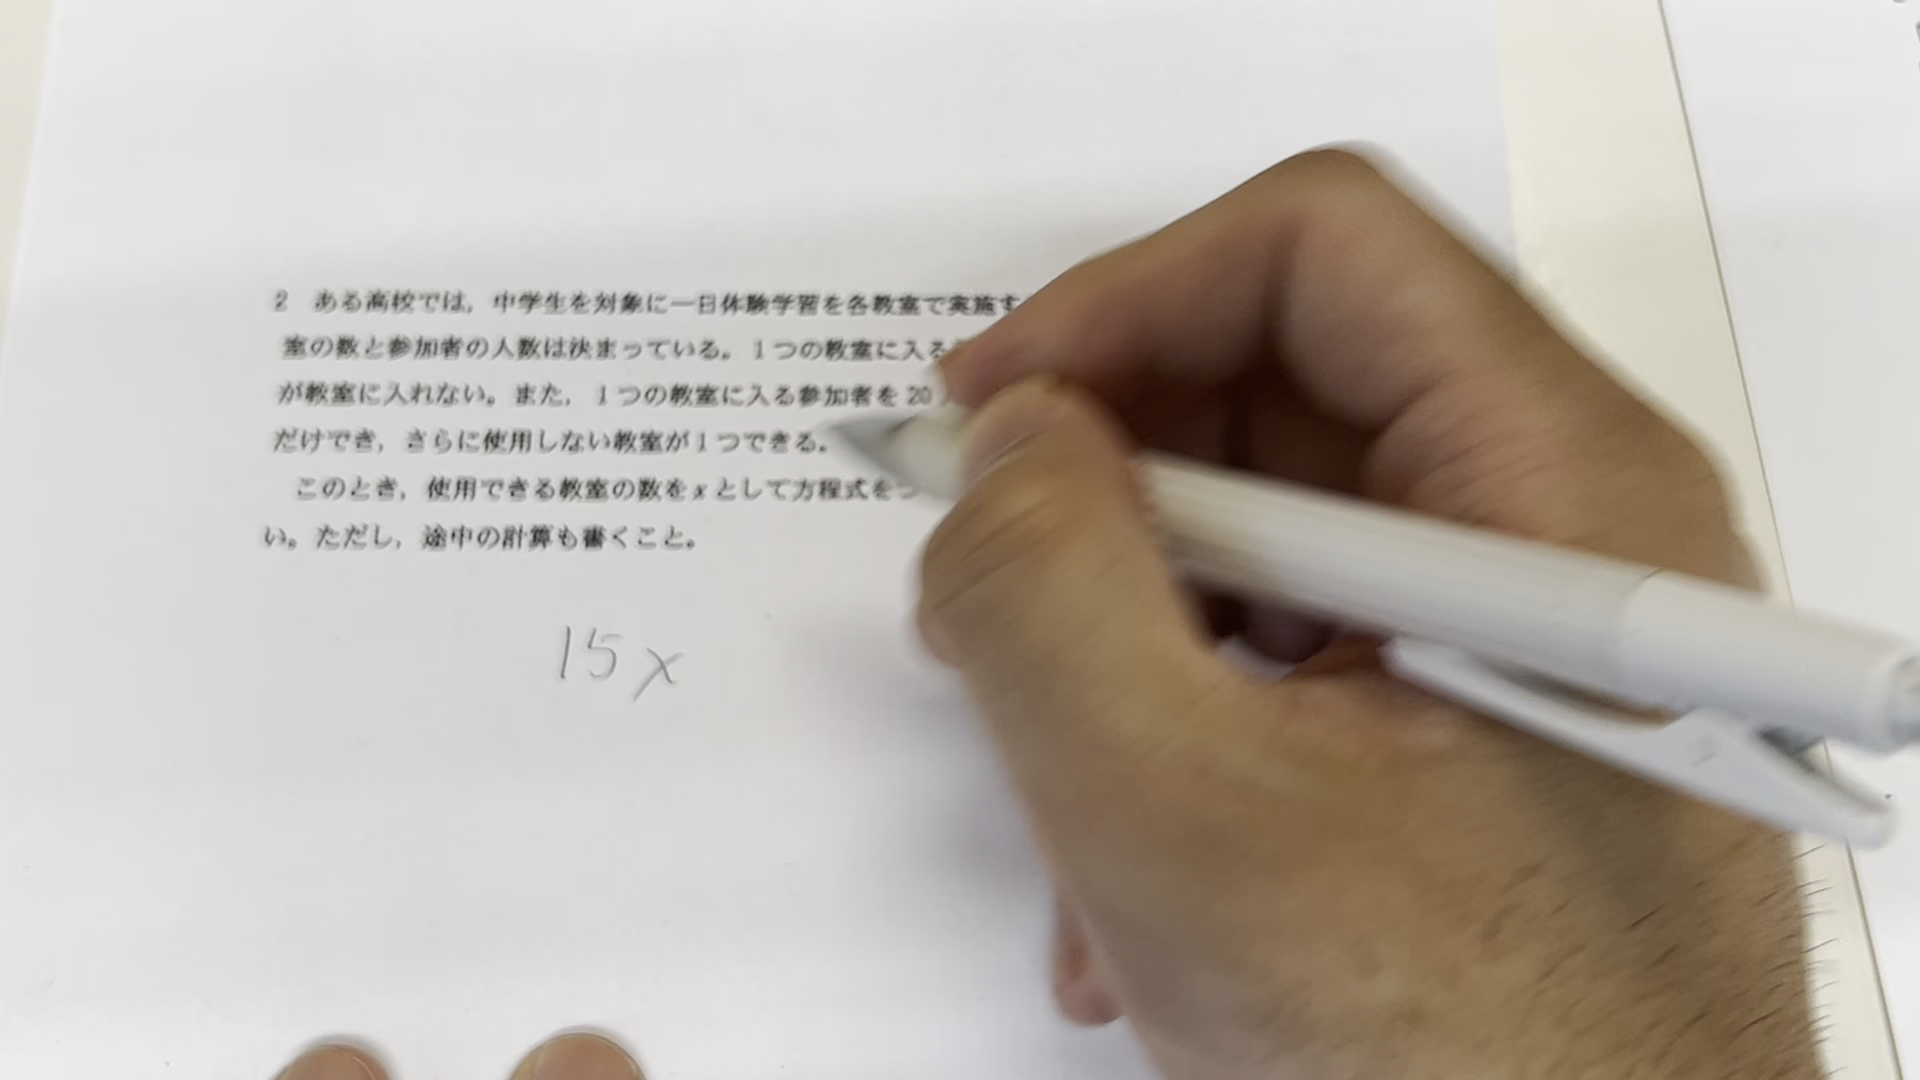 2 ある高校では，中学生を対象に一日体験学習を各教室で実施す
室の数と参加者の人数は決まっている。1つの教室に入る
が教室に入れない。また，1つの教室に入る参加者を20
だけでき，さらに使用しない教室が1つできる。
このとき，使用できる教室の数をxとして方程式をつ
い。ただし，途中の計算も書くこと。
15x